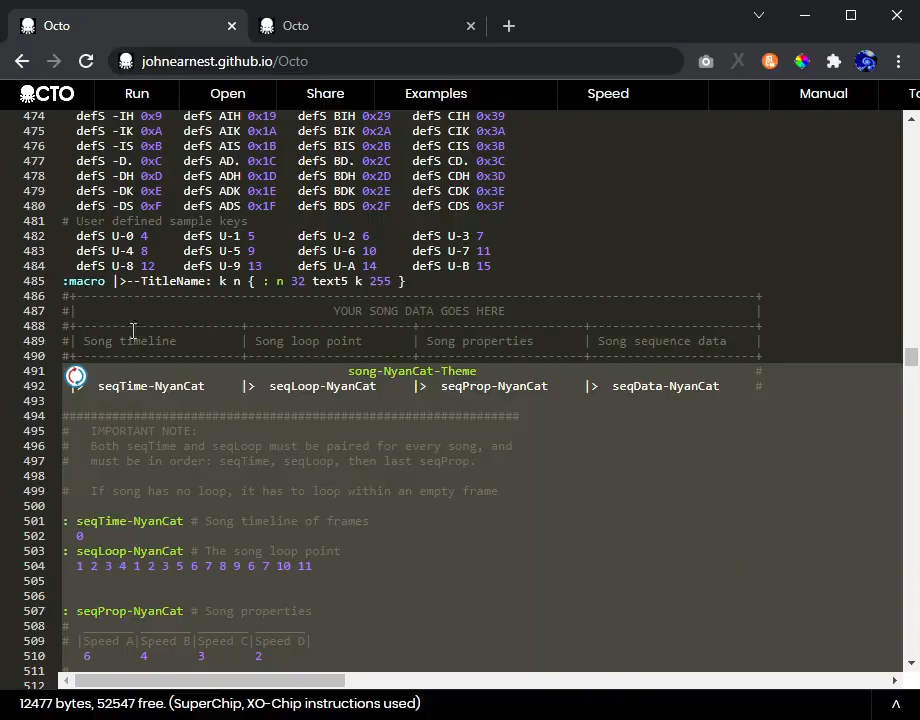 Octo
Octo
johnearnest.github.io/Octo
OCTO Run Open Share Examples Speed Manual To
474 defS -IH 0x9 defS AIH 0x19 defS BIH 0x29 defS CIH 0x39
475 defS -IK 0xA defS AIK 0x1A defS BIK 0x2A defS CIK 0x3A
476 defS -IS 0xB defS AIS 0x1B defS BIS 0x2B defS CIS 0x3B
477 defS -D. 0xC defS AD. 0x1C defS BD. 0x2C defS CD. 0x3C
478 defS -DH 0xD defS ADH 0x1D defS BDH 0x2D defS CDH 0x3D
479 defS -DK 0xE defS ADK 0x1E defS BDK 0x2E defS CDK 0x3E
480 defS -DS 0xF defS ADS 0x1F defS BDS 0x2F defS CDS 0x3F
481 # User defined sample keys
482 defS U-0 4 defS U-1 5 defS U-2 6 defS U-3 7
483 defS U-4 8 defS U-5 9 defS U-6 10 defS U-7 11
484 defS U-8 12 defS U-9 13 defS U-A 14 defS U-B 15
485 :macro |>--TitleName: k n { : n 32 text5 k 255 }
486 #+-----------------------------------------------------------------------------------------------+
487 #| YOUR SONG DATA GOES HERE |
488 #+-----------------------+-----------------------+-----------------------+-----------------------+
489 #| Song timeline | Song loop point | Song properties | Song sequence data |
490 #+-----------------------+-----------------------+-----------------------+-----------------------+
491 song-NyanCat-Theme #
492 |> seqTime-NyanCat |> seqLoop-NyanCat |> seqProp-NyanCat |> seqData-NyanCat #
493
494 ################################################################
495 # IMPORTANT NOTE:
496 # Both seqTime and seqLoop must be paired for every song, and
497 # must be in order: seqTime, seqLoop, then last seqProp.
498
499 # If song has no loop, it has to loop within an empty frame
500
501 : seqTime-NyanCat # Song timeline of frames
502 0
503 : seqLoop-NyanCat # The song loop point
504 1 2 3 4 1 2 3 5 6 7 8 9 6 7 10 11
505
506
507 : seqProp-NyanCat # Song properties
508 #
509 # |Speed A|Speed B|Speed C|Speed D|
510 6 4 3 2
511 #
512
12477 bytes, 52547 free. (SuperChip, XO-Chip instructions used)